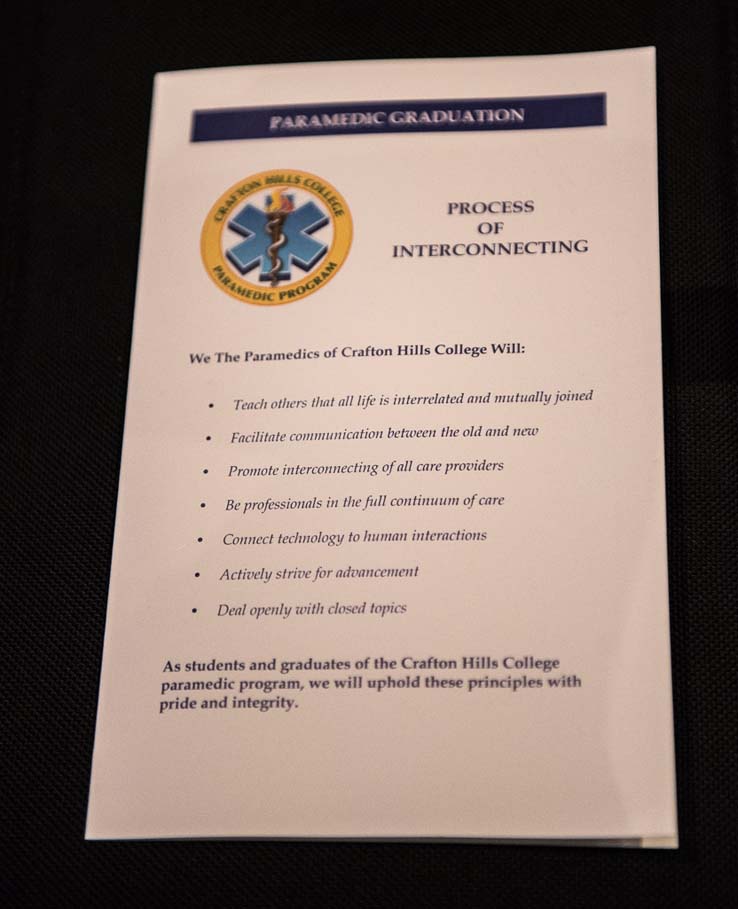 PARAMEDIC GRADUATION
CRAFTON HILLS COLLEGE
PARAMEDIC PROGRAM
PROCESS
OF
INTERCONNECTING
We The Paramedics of Crafton Hills College Will:
• Teach others that all life is interrelated and mutually joined
• Facilitate communication between the old and new
• Promote interconnecting of all care providers
• Be professionals in the full continuum of care
• Connect technology to human interactions
• Actively strive for advancement
• Deal openly with closed topics
As students and graduates of the Crafton Hills College
paramedic program, we will uphold these principles with
pride and integrity.